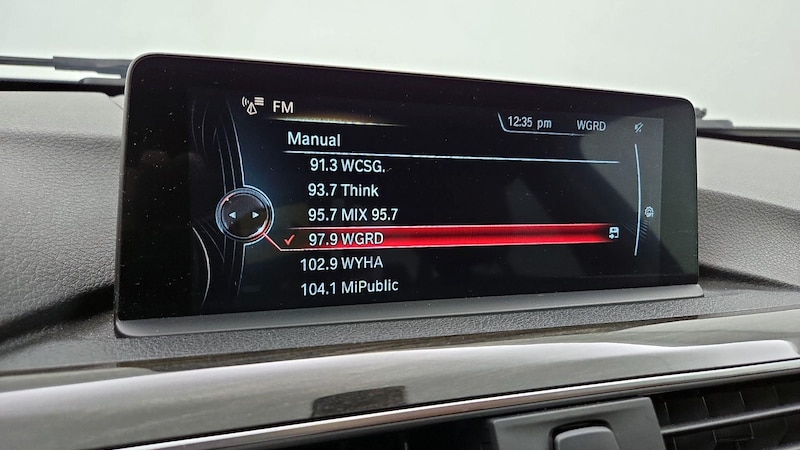 FM
12:35 pm WGRD
Manual
91.3 WCSG.
93.7 Think
95.7 MIX 95.7
97.9 WGRD
102.9 WYHA
104.1 MiPublic